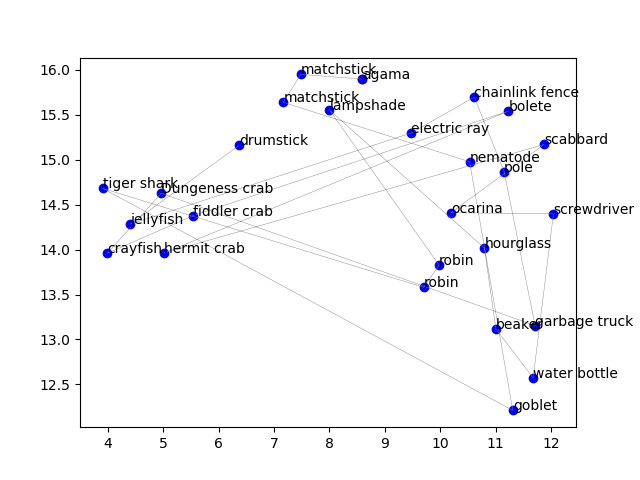 16.0
15.5
15.0
14.5
14.0
13.5
13.0
12.5
matchstick
agama
matchstick
lampshade
chainlink fence
bolete
electric ray
drumstick
scabbard
nematode
pole
tiger shark
Dungeness crab
fiddler crab
jellyfish
ocarina
screwdriver
crayfish
hermit crab
hourglass
robin
robin
beaker
garbage truck
water bottle
goblet
4 5 6 7 8 9 10 11 12